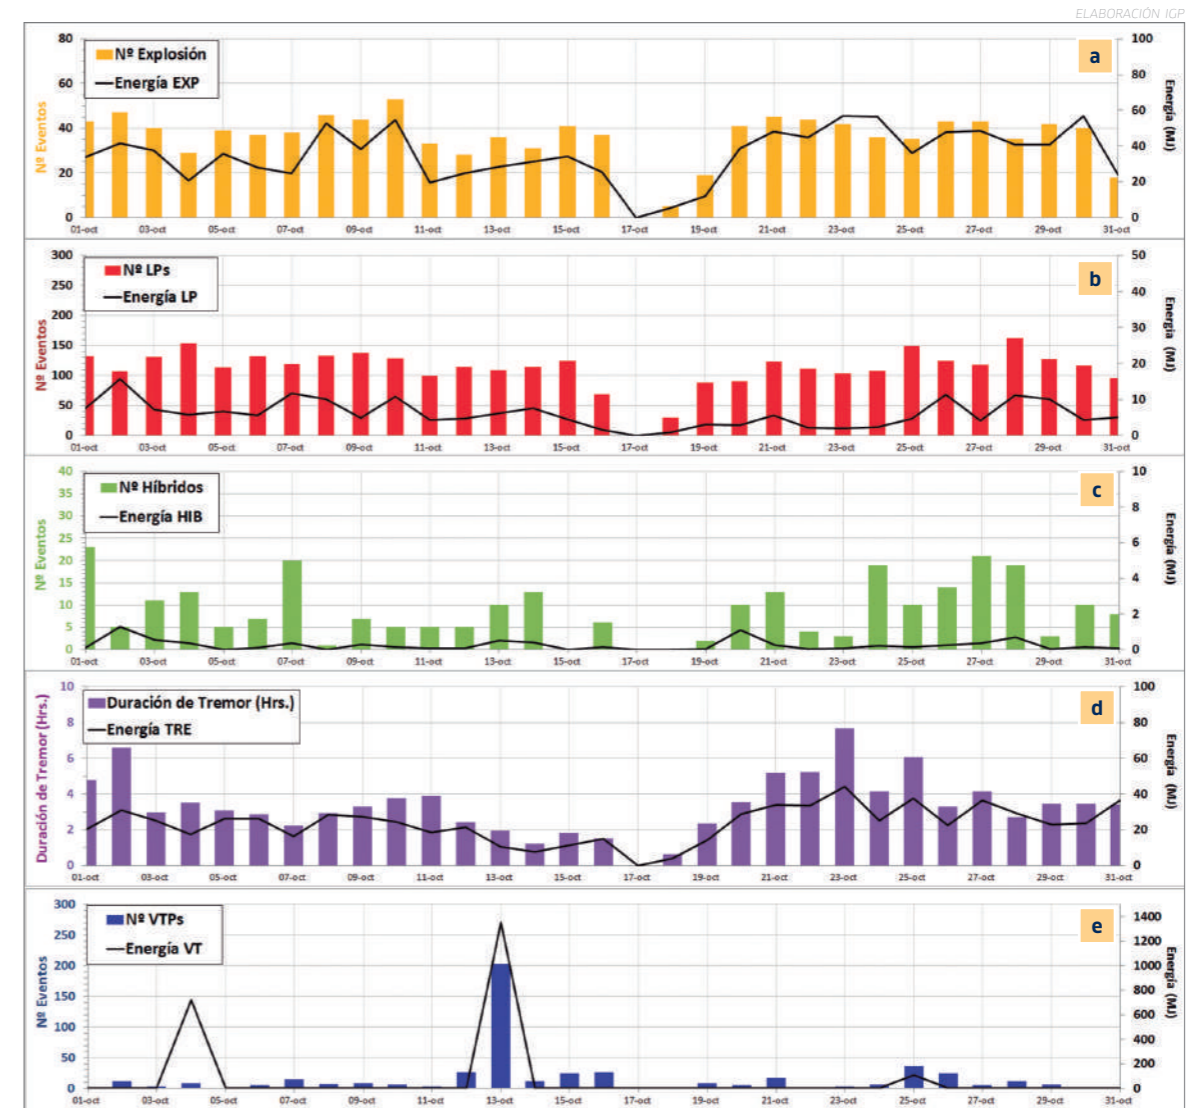 ELABORACIÓN IGP
a
Nº Explosión
Energía EXP
Nº Eventos
80
60
40
20
0
100
80
60
40
20
0
Energía (MJ)
01-oct 03-oct 05-oct 07-oct 09-oct 11-oct 13-oct 15-oct 17-oct 19-oct 21-oct 23-oct 25-oct 27-oct 29-oct 31-oct
b
Nº LPs
Energía LP
Nº Eventos
300
250
200
150
100
50
0
50
40
30
20
10
0
Energía (MJ)
01-oct 03-oct 05-oct 07-oct 09-oct 11-oct 13-oct 15-oct 17-oct 19-oct 21-oct 23-oct 25-oct 27-oct 29-oct 31-oct
c
Nº Híbridos
Energía HIB
Nº Eventos
40
35
30
25
20
15
10
5
0
10
8
6
4
2
0
Energía (MJ)
01-oct 03-oct 05-oct 07-oct 09-oct 11-oct 13-oct 15-oct 17-oct 19-oct 21-oct 23-oct 25-oct 27-oct 29-oct 31-oct
d
Duración de Tremor (Hrs.)
Energía TRE
Duración de Tremor (Hrs.)
10
8
6
4
2
0
100
80
60
40
20
0
Energía (MJ)
01-oct 03-oct 05-oct 07-oct 09-oct 11-oct 13-oct 15-oct 17-oct 19-oct 21-oct 23-oct 25-oct 27-oct 29-oct 31-oct
e
Nº VTPs
Energía VT
Nº Eventos
300
250
200
150
100
50
0
1400
1200
1000
800
600
400
200
0
Energía (MJ)
01-oct 03-oct 05-oct 07-oct 09-oct 11-oct 13-oct 15-oct 17-oct 19-oct 21-oct 23-oct 25-oct 27-oct 29-oct 31-oct